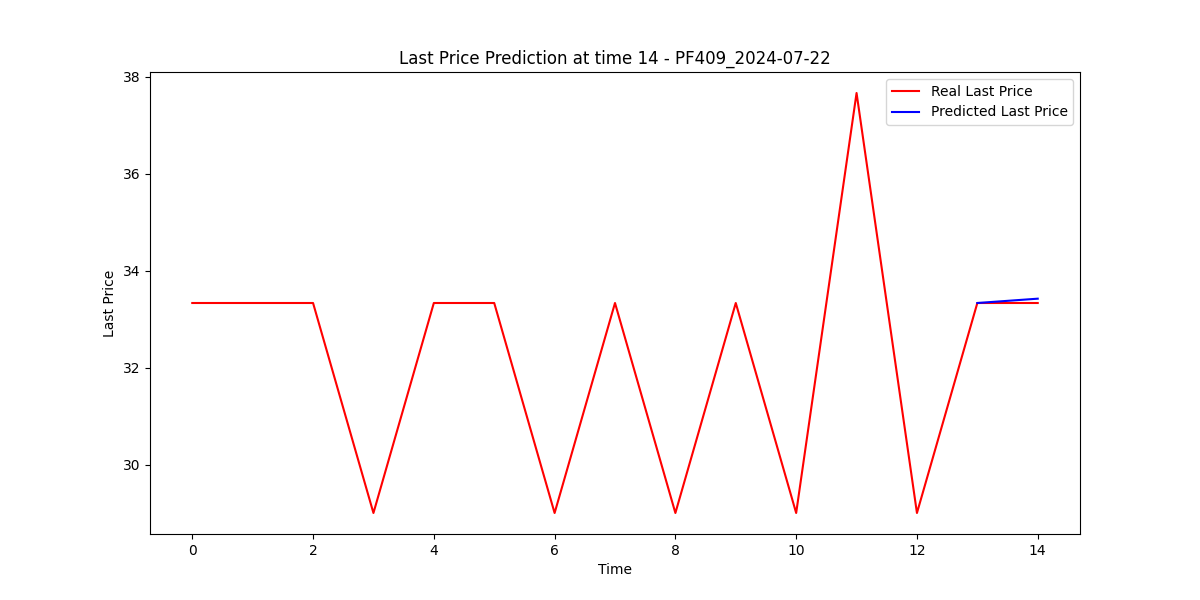 Last Price Prediction at time 14 - PF409_2024-07-22
Real Last Price
Predicted Last Price
Last Price
38
36
34
32
30
0 2 4 6 8 10 12 14
Time